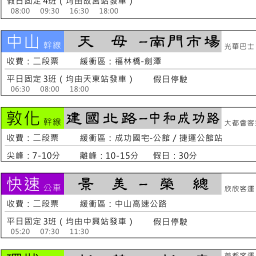 假日固定4班（均由故宮站發車）
08:00 09:30 16:30 18:00
中山幹線 天 母－南門市場 光華巴士
收費：二段票 緩衝區：福林橋-劍潭
平日固定3班（均由天東站發車） 假日停駛
06:30 08:00 18:00
敦化幹線 建國北路－中和成功路 大都會客
收費：二段票 緩衝區：成功國宅-公館 / 捷運公館站
尖峰：7-10分 離峰：10-15分 假日：30分
快速公車 景 美－榮 總 欣欣客運
收費：二段票 緩衝區：中山高速公路
平日固定3班（均由中興站發車） 假日停駛
05:20 07:30 11:30